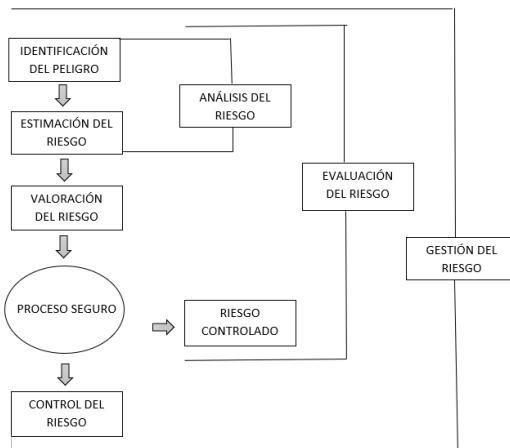 IDENTIFICACIÓN
DEL PELIGRO
ANÁLISIS DEL
RIESGO
ESTIMACIÓN DEL
RIESGO
EVALUACIÓN
DEL RIESGO
VALORACIÓN
DEL RIESGO
GESTIÓN DEL
RIESGO
PROCESO SEGURO
RIESGO
CONTROLADO
CONTROL DEL
RIESGO